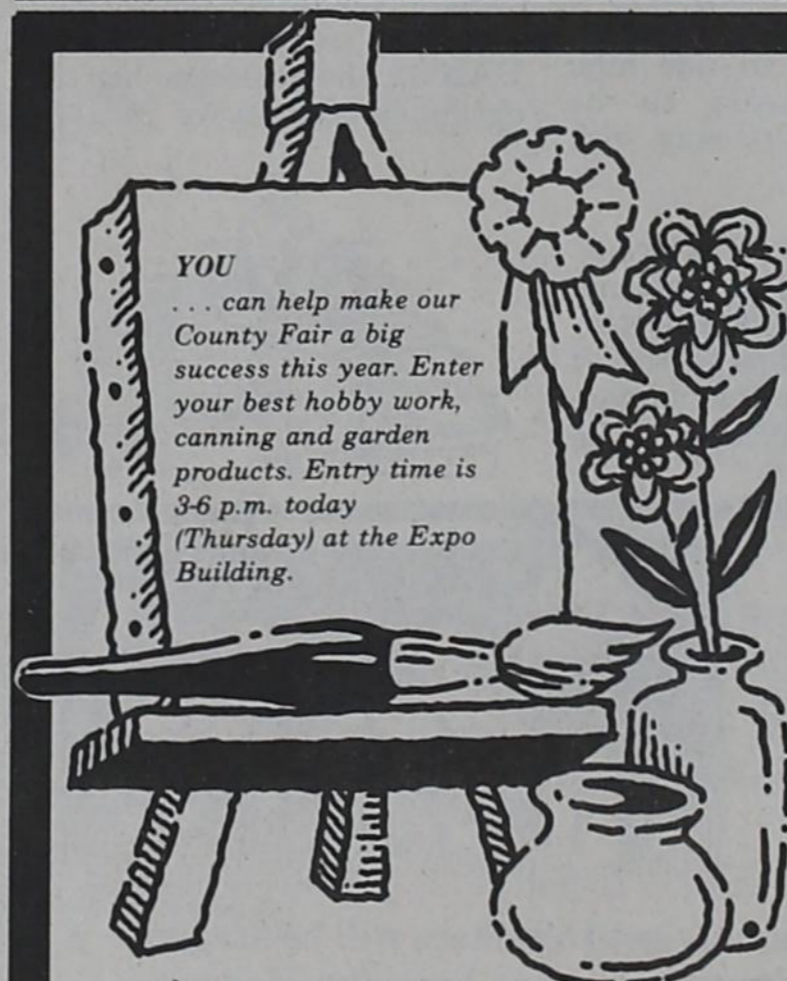 YOU
. . . can help make our
County Fair a big
success this year. Enter
your best hobby work,
canning and garden
products. Entry time is
3-6 p.m. today
(Thursday) at the Expo
Building.